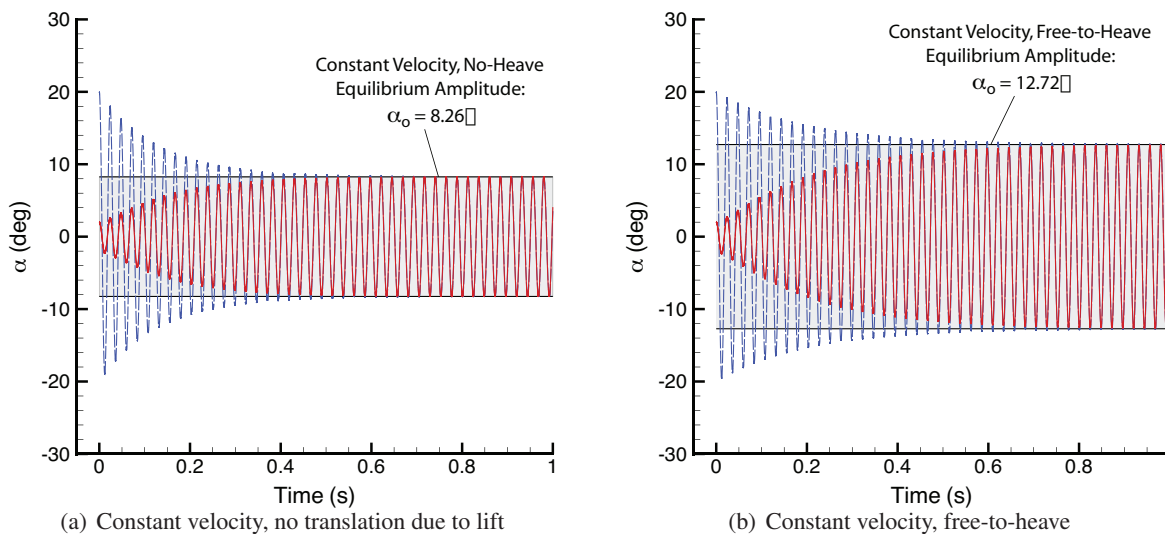 30
20
10
0
-10
-20
-30
α (deg)
Constant Velocity, No-Heave
Equilibrium Amplitude:
αo = 8.26▯
0
0.2
0.4
0.6
0.8
1
Time (s)
(a) Constant velocity, no translation due to lift
30
20
10
0
-10
-20
-30
α (deg)
Constant Velocity, Free-to-Heave
Equilibrium Amplitude:
αo = 12.72▯
0
0.2
0.4
0.6
0.8
Time (s)
(b) Constant velocity, free-to-heave